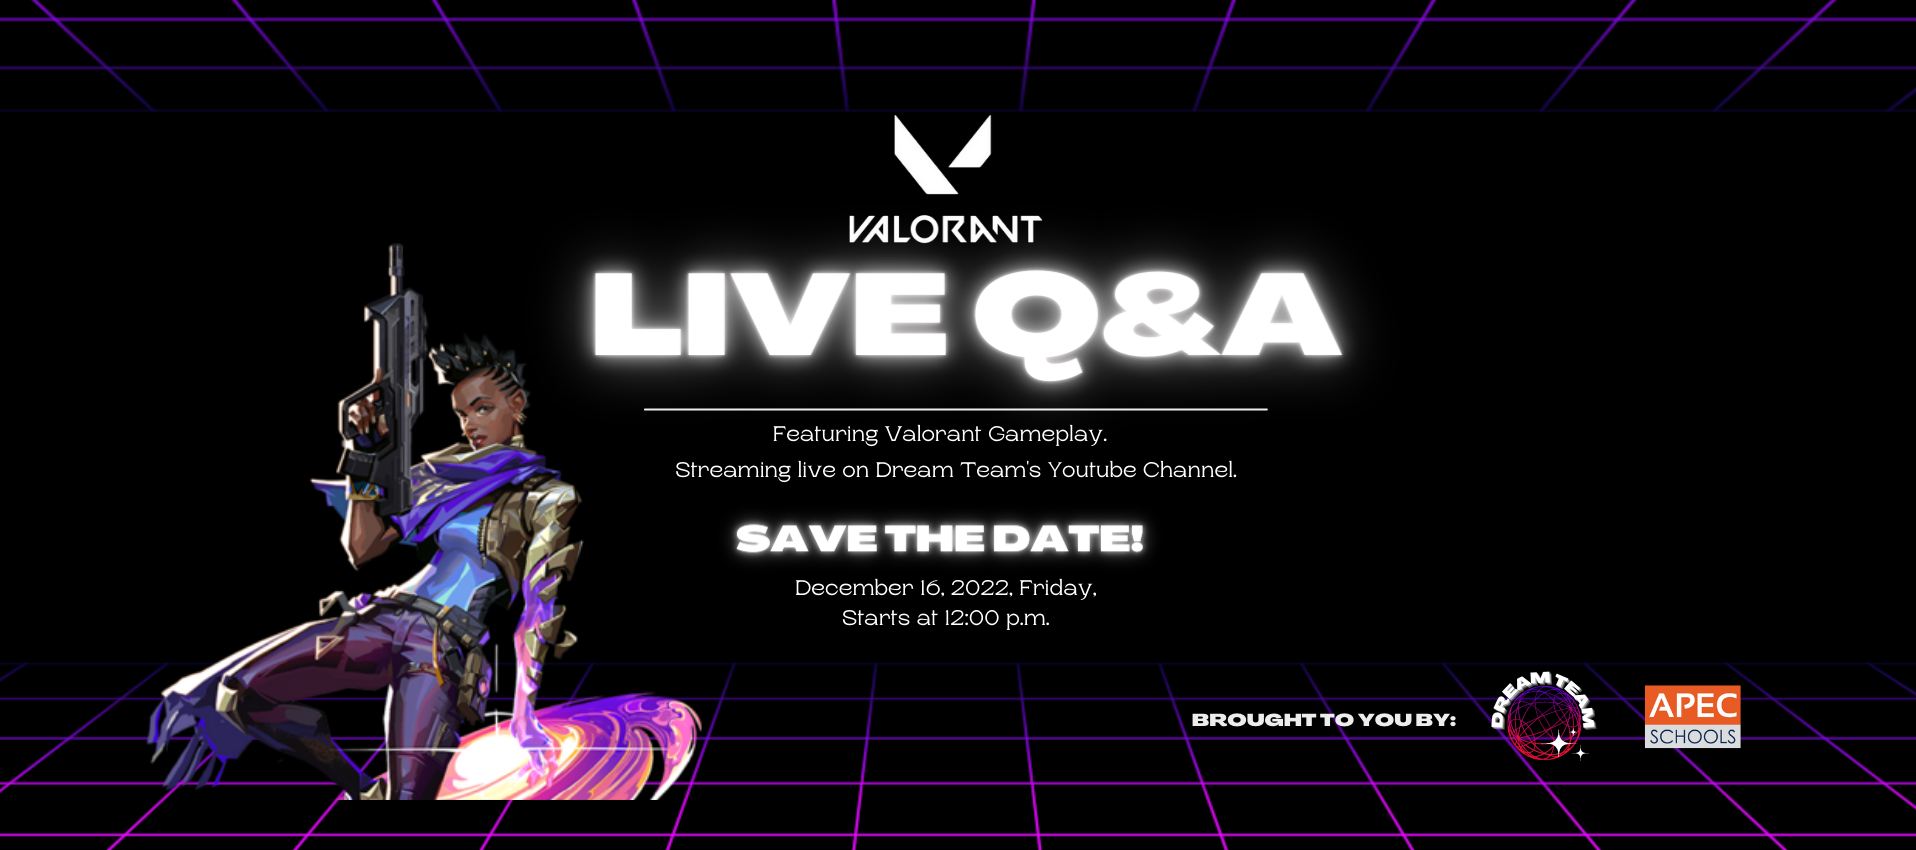 VALORANT
LIVE Q&A
Featuring Valorant Gameplay.
Streaming live on Dream Team's Youtube Channel.
SAVE THE DATE!
December 16, 2022, Friday,
Starts at 12:00 p.m.
BROUGHT TO YOU BY:
DREAM TEAM
APEC
SCHOOLS